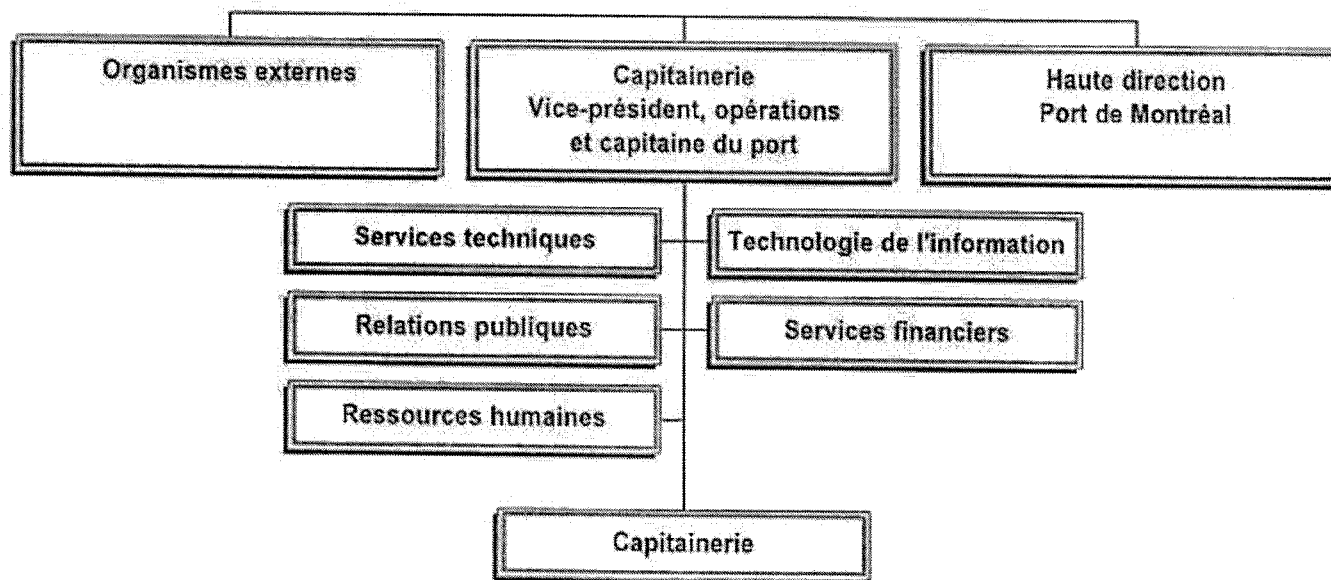 Organismes externes
Capitainerie
Vice-président, opérations
et capitaine du port
Haute direction
Port de Montréal
Services techniques
Technologie de l'information
Relations publiques
Services financiers
Ressources humaines
Capitainerie